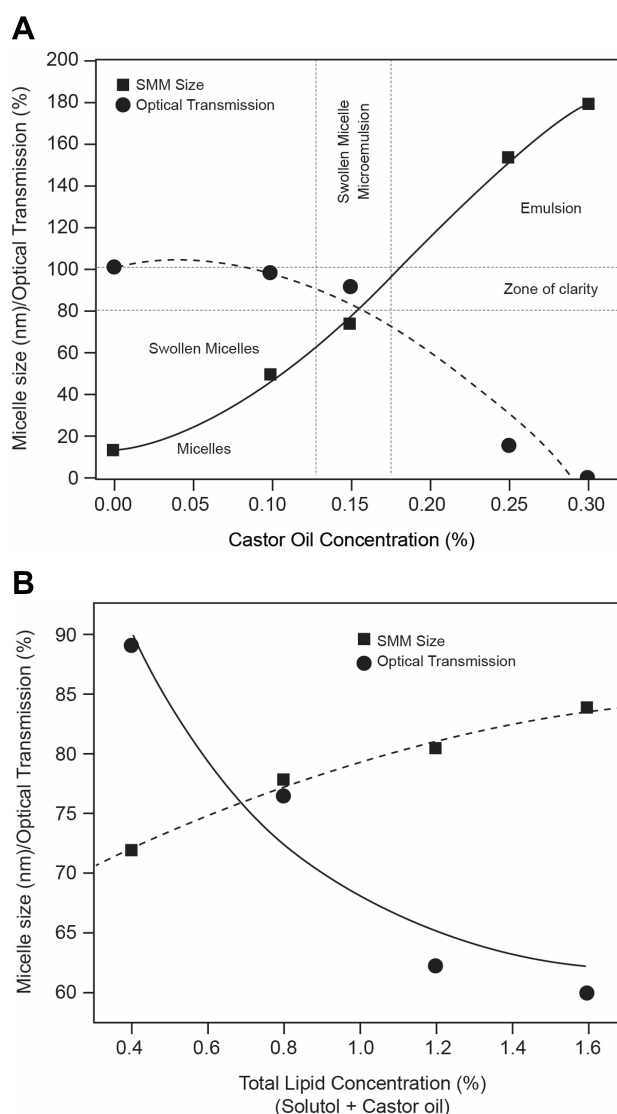 A
200
180
160
140
120
100
80
60
40
20
0
Micelle size (nm)/Optical Transmission (%)
SMM Size
Optical Transmission
Swollen Micelle
Microemulsion
Emulsion
Zone of clarity
Swollen Micelles
Micelles
0.00 0.05 0.10 0.15 0.20 0.25 0.30
Castor Oil Concentration (%)
B
90
85
80
75
70
65
60
Micelle size (nm)/Optical Transmission (%)
SMM Size
Optical Transmission
0.4 0.6 0.8 1.0 1.2 1.4 1.6
Total Lipid Concentration (%)
(Solutol + Castor oil)